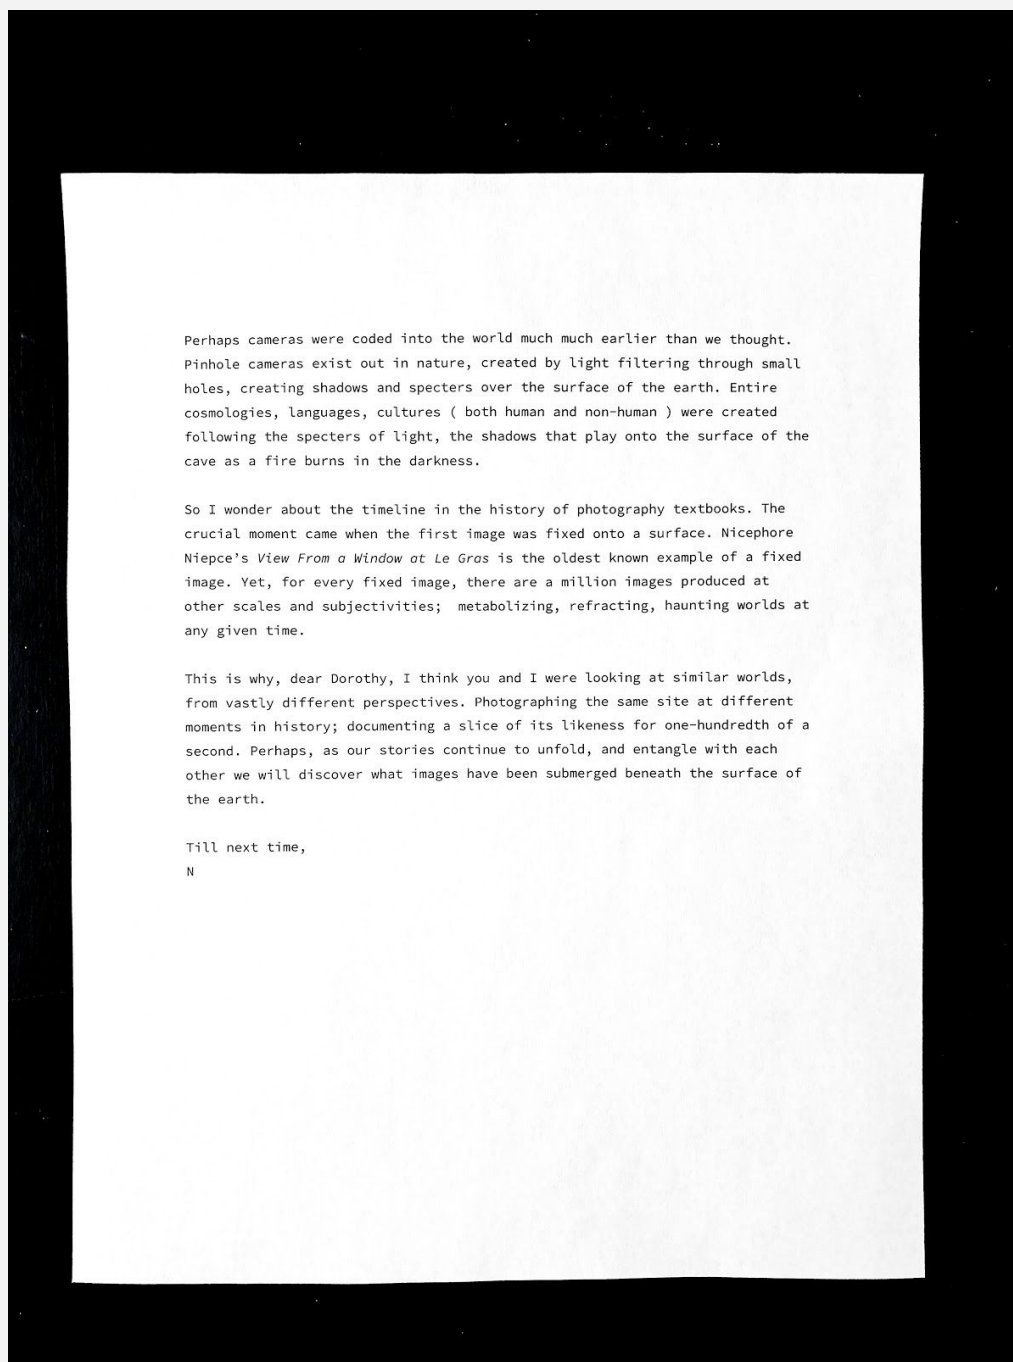 Perhaps cameras were coded into the world much much earlier than we thought.
Pinhole cameras exist out in nature, created by light filtering through small
holes, creating shadows and specters over the surface of the earth. Entire
cosmologies, languages, cultures ( both human and non-human ) were created
following the specters of light, the shadows that play onto the surface of the
cave as a fire burns in the darkness.
So I wonder about the timeline in the history of photography textbooks. The
crucial moment came when the first image was fixed onto a surface. Nicephore
Niepce’s View From a Window at Le Gras is the oldest known example of a fixed
image. Yet, for every fixed image, there are a million images produced at
other scales and subjectivities;  metabolizing, refracting, haunting worlds at
any given time.
This is why, dear Dorothy, I think you and I were looking at similar worlds,
from vastly different perspectives. Photographing the same site at different
moments in history; documenting a slice of its likeness for one-hundredth of a
second. Perhaps, as our stories continue to unfold, and entangle with each
other we will discover what images have been submerged beneath the surface of
the earth.
Till next time,
N